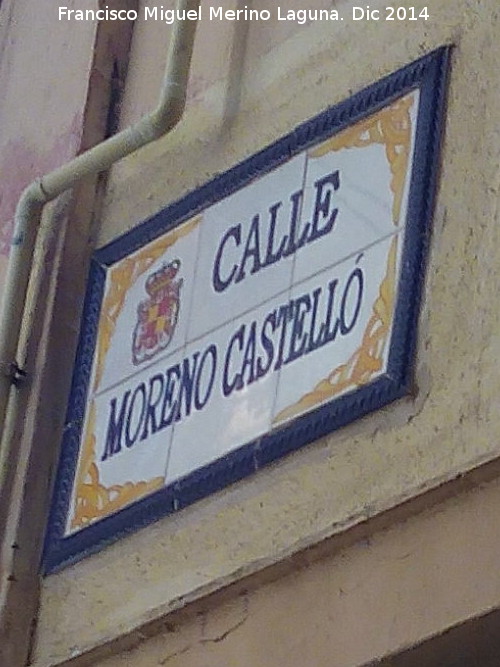 Francisco Miguel Merino Laguna. Dic 2014
CALLE
MORENO CASTELLÓ